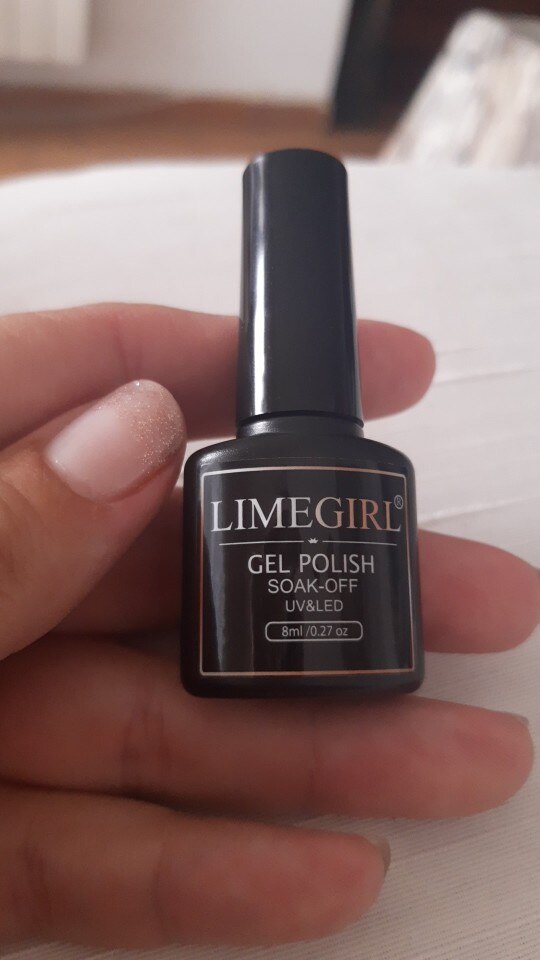 LIMEGIRL®
GEL POLISH
SOAK-OFF
UV&LED
8ml /0.27 oz